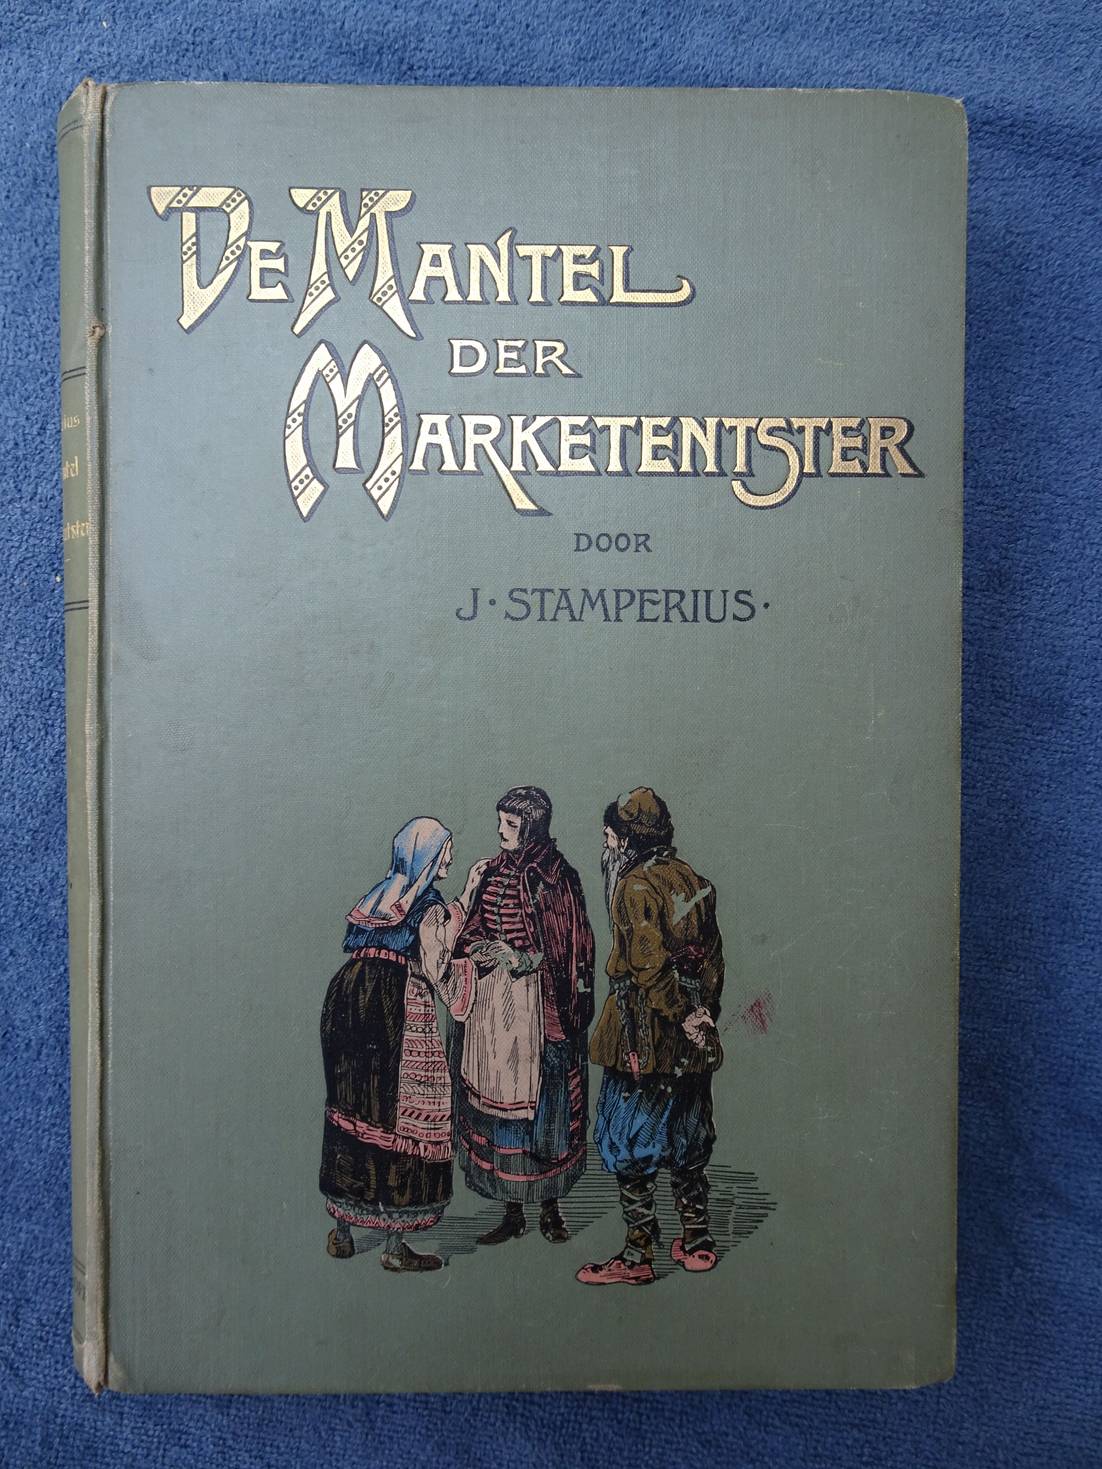 DE MANTEL
DER
MARKETENTSTER
DOOR
J·STAMPERIUS·